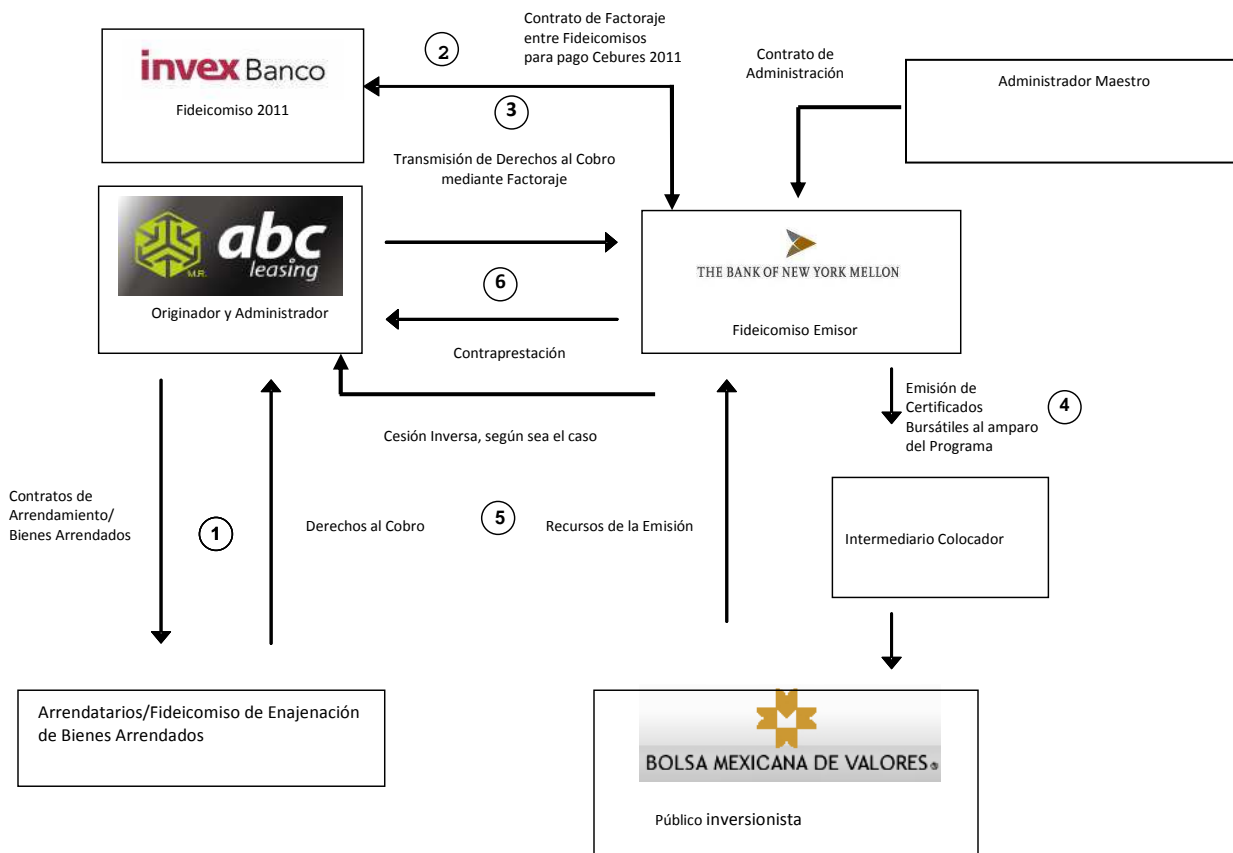 Contrato de Factoraje
entre Fideicomisos
para pago Cebures 2011
2
invex Banco
Fideicomiso 2011
Contrato de
Administración
Administrador Maestro
3
Transmisión de Derechos al Cobro
mediante Factoraje
abc
leasing
M.R.
Originador y Administrador
THE BANK OF NEW YORK MELLON
Fideicomiso Emisor
6
Contraprestación
Cesión Inversa, según sea el caso
Emisión de
Certificados
Bursátiles al amparo
del Programa
4
Contratos de
Arrendamiento/
Bienes Arrendados
1
Derechos al Cobro
5
Recursos de la Emisión
Intermediario Colocador
Arrendatarios/Fideicomiso de Enajenación
de Bienes Arrendados
BOLSA MEXICANA DE VALORES
Público inversionista